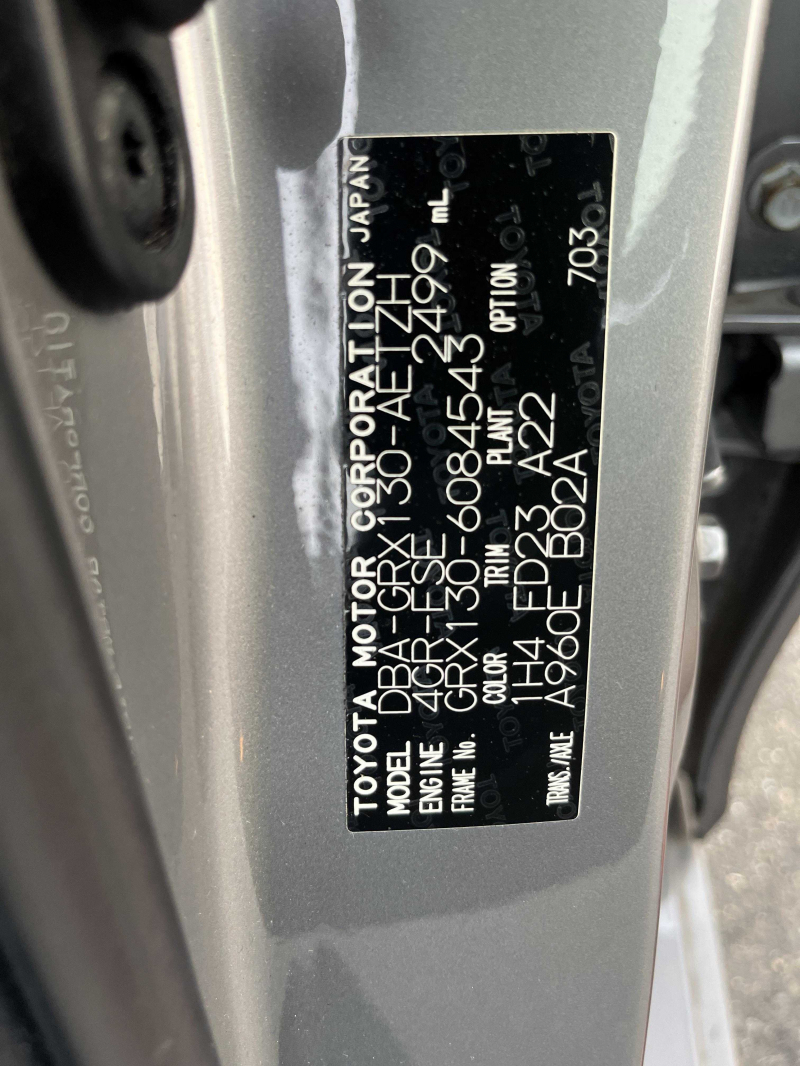 TOYOTA MOTOR CORPORATION JAPAN
MODEL DBA-GRX130-AETZH
ENGINE 4GR-FSE 2499 mL
FRAME No. GRX130-6084543
COLOR TRIM PLANT OPTION
1H4 FD23 A22 703
TRANS./AXLE A960E B02A